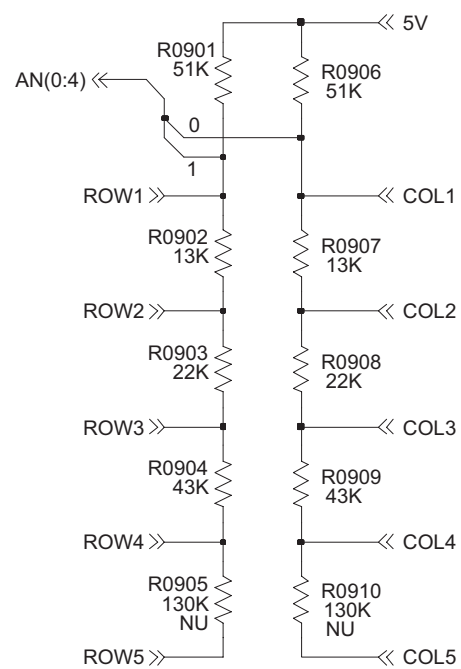 R0901
51K
5V
AN(0:4)
R0906
51K
0
1
ROW1
COL1
R0902
13K
R0907
13K
ROW2
COL2
R0903
22K
R0908
22K
ROW3
COL3
R0904
43K
R0909
43K
ROW4
COL4
R0905
130K
NU
R0910
130K
NU
ROW5
COL5